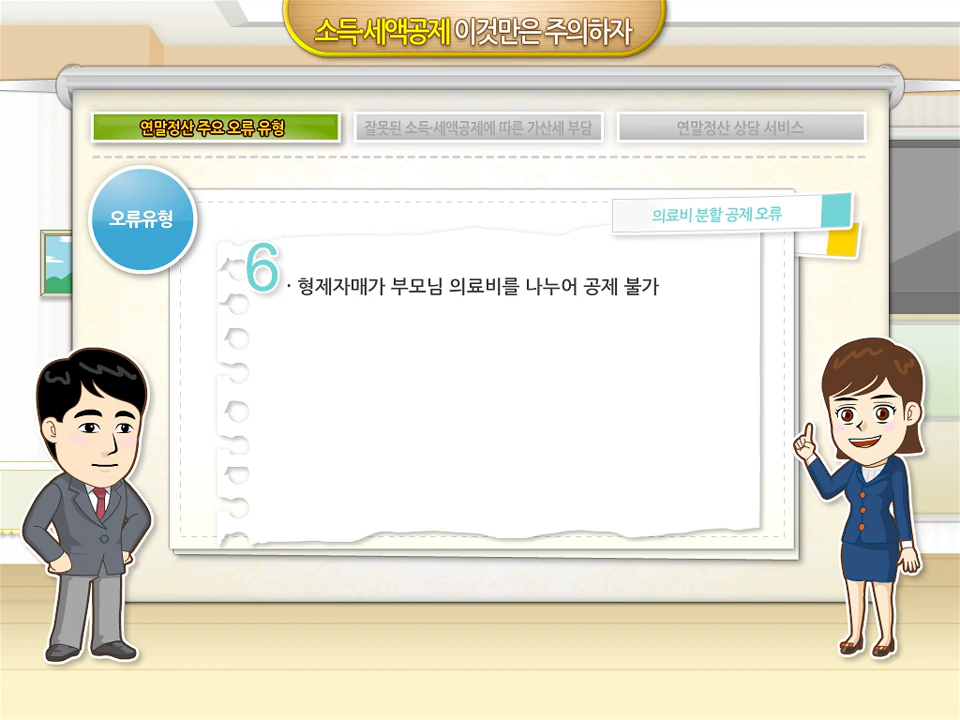 소득·세액공제 이것만은 주의하자
연말정산 주요 오류 유형
잘못된 소득·세액공제에 따른 가산세 부담
연말정산 상담 서비스
오류유형
의료비 분할 공제 오류
6
· 형제자매가 부모님 의료비를 나누어 공제 불가